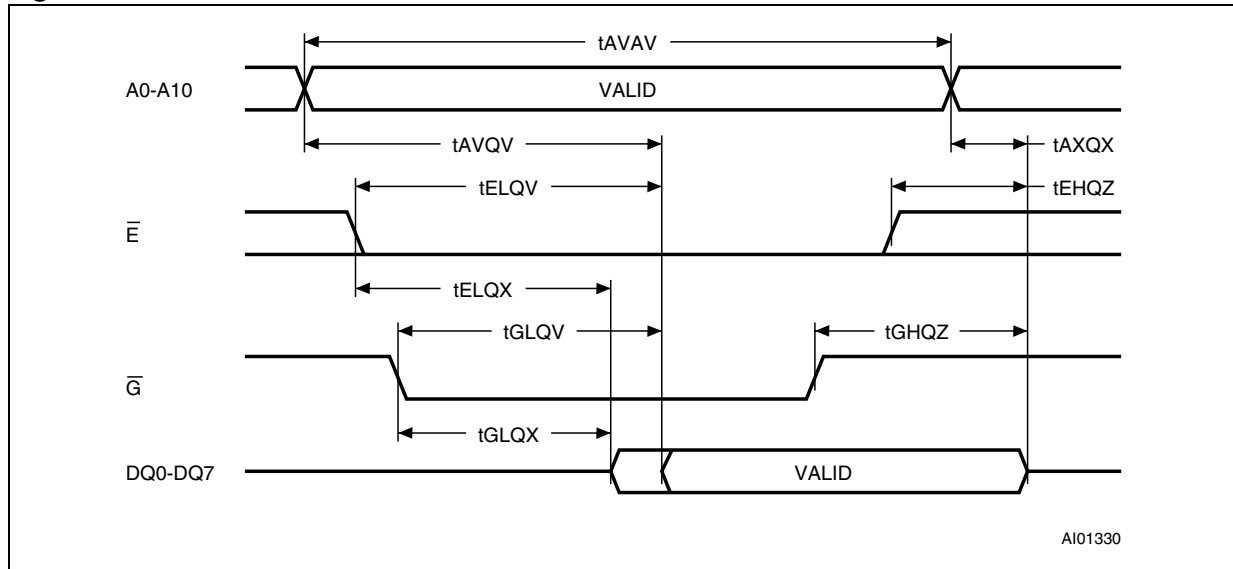 tAVAV
A0-A10
VALID
tAVQV
tAXQX
tELQV
tEHQZ
E̅
tELQX
tGLQV
tGHQZ
G̅
tGLQX
DQ0-DQ7
VALID
AI01330